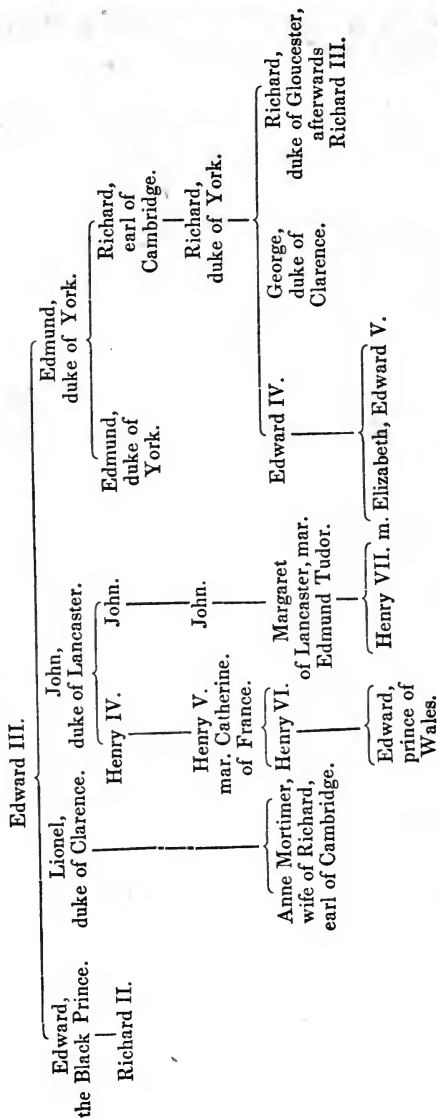 Edward III.
Edward,
the Black Prince.
Richard II.
Lionel,
duke of Clarence.
Anne Mortimer,
wife of Richard,
earl of Cambridge.
John,
duke of Lancaster.
Henry IV.
Henry V.
mar. Catherine.
of France.
Henry VI.
Edward,
prince of
Wales.
John.
John.
Margaret
of Lancaster, mar.
Edmund Tudor.
Henry VII. m. Elizabeth, Edward V.
Edmund,
duke of York.
Edmund,
duke of
York.
Richard,
earl of
Cambridge.
Richard,
duke of York.
Edward IV.
George,
duke of
Clarence.
Richard,
duke of Gloucester,
afterwards
Richard III.